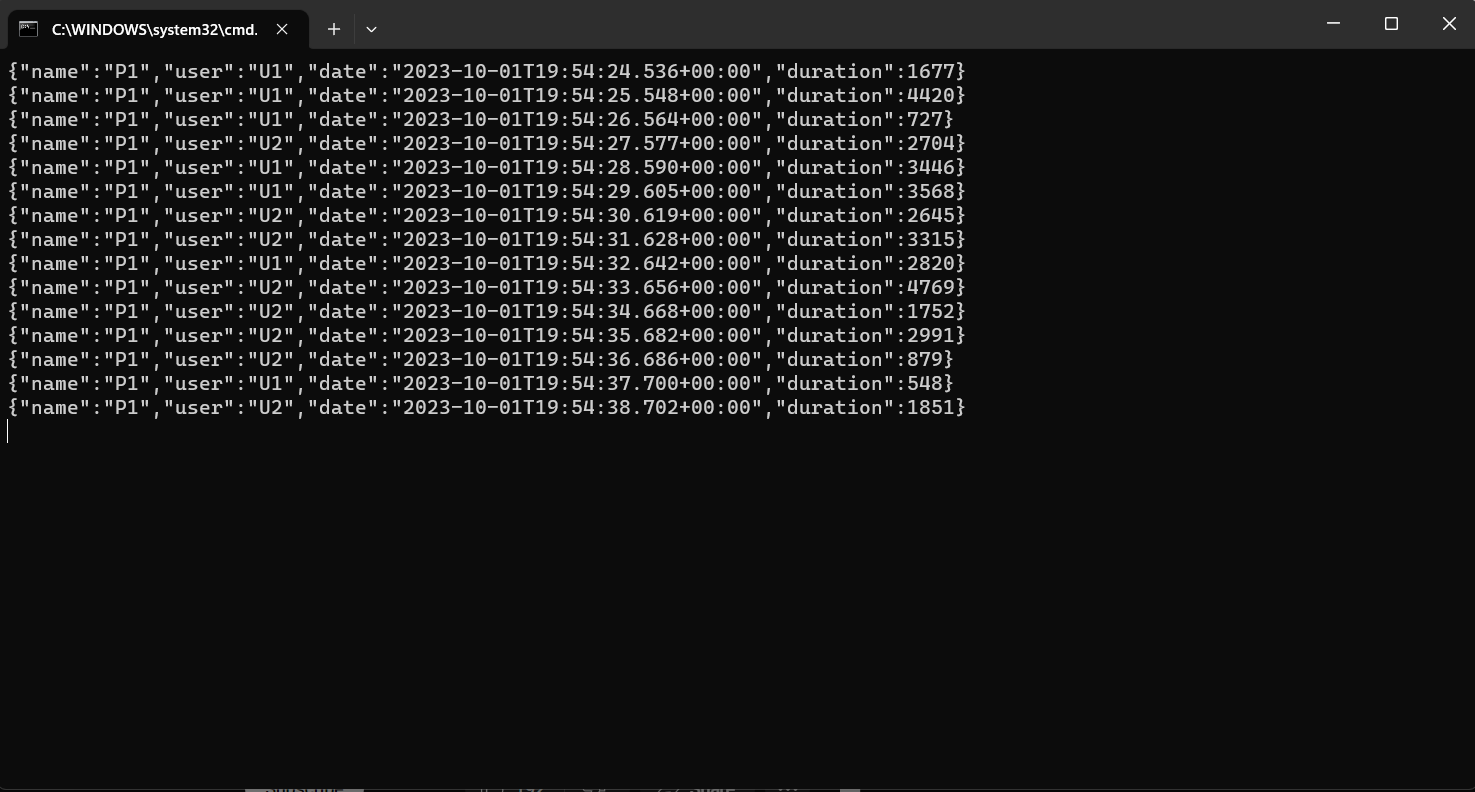 C:\WINDOWS\system32\cmd.
{"name":"P1","user":"U1","date":"2023-10-01T19:54:24.536+00:00","duration":1677}
{"name":"P1","user":"U1","date":"2023-10-01T19:54:25.548+00:00","duration":4420}
{"name":"P1","user":"U1","date":"2023-10-01T19:54:26.564+00:00","duration":727}
{"name":"P1","user":"U2","date":"2023-10-01T19:54:27.577+00:00","duration":2704}
{"name":"P1","user":"U1","date":"2023-10-01T19:54:28.590+00:00","duration":3446}
{"name":"P1","user":"U1","date":"2023-10-01T19:54:29.605+00:00","duration":3568}
{"name":"P1","user":"U2","date":"2023-10-01T19:54:30.619+00:00","duration":2645}
{"name":"P1","user":"U2","date":"2023-10-01T19:54:31.628+00:00","duration":3315}
{"name":"P1","user":"U1","date":"2023-10-01T19:54:32.642+00:00","duration":2820}
{"name":"P1","user":"U2","date":"2023-10-01T19:54:33.656+00:00","duration":4769}
{"name":"P1","user":"U2","date":"2023-10-01T19:54:34.668+00:00","duration":1752}
{"name":"P1","user":"U2","date":"2023-10-01T19:54:35.682+00:00","duration":2991}
{"name":"P1","user":"U2","date":"2023-10-01T19:54:36.686+00:00","duration":879}
{"name":"P1","user":"U1","date":"2023-10-01T19:54:37.700+00:00","duration":548}
{"name":"P1","user":"U2","date":"2023-10-01T19:54:38.702+00:00","duration":1851}